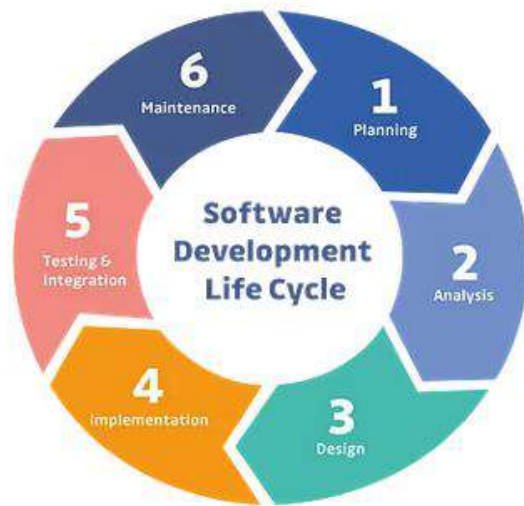 Software
Development
Life Cycle
1
Planning
2
Analysis
3
Design
4
Implementation
5
Testing &
Integration
6
Maintenance